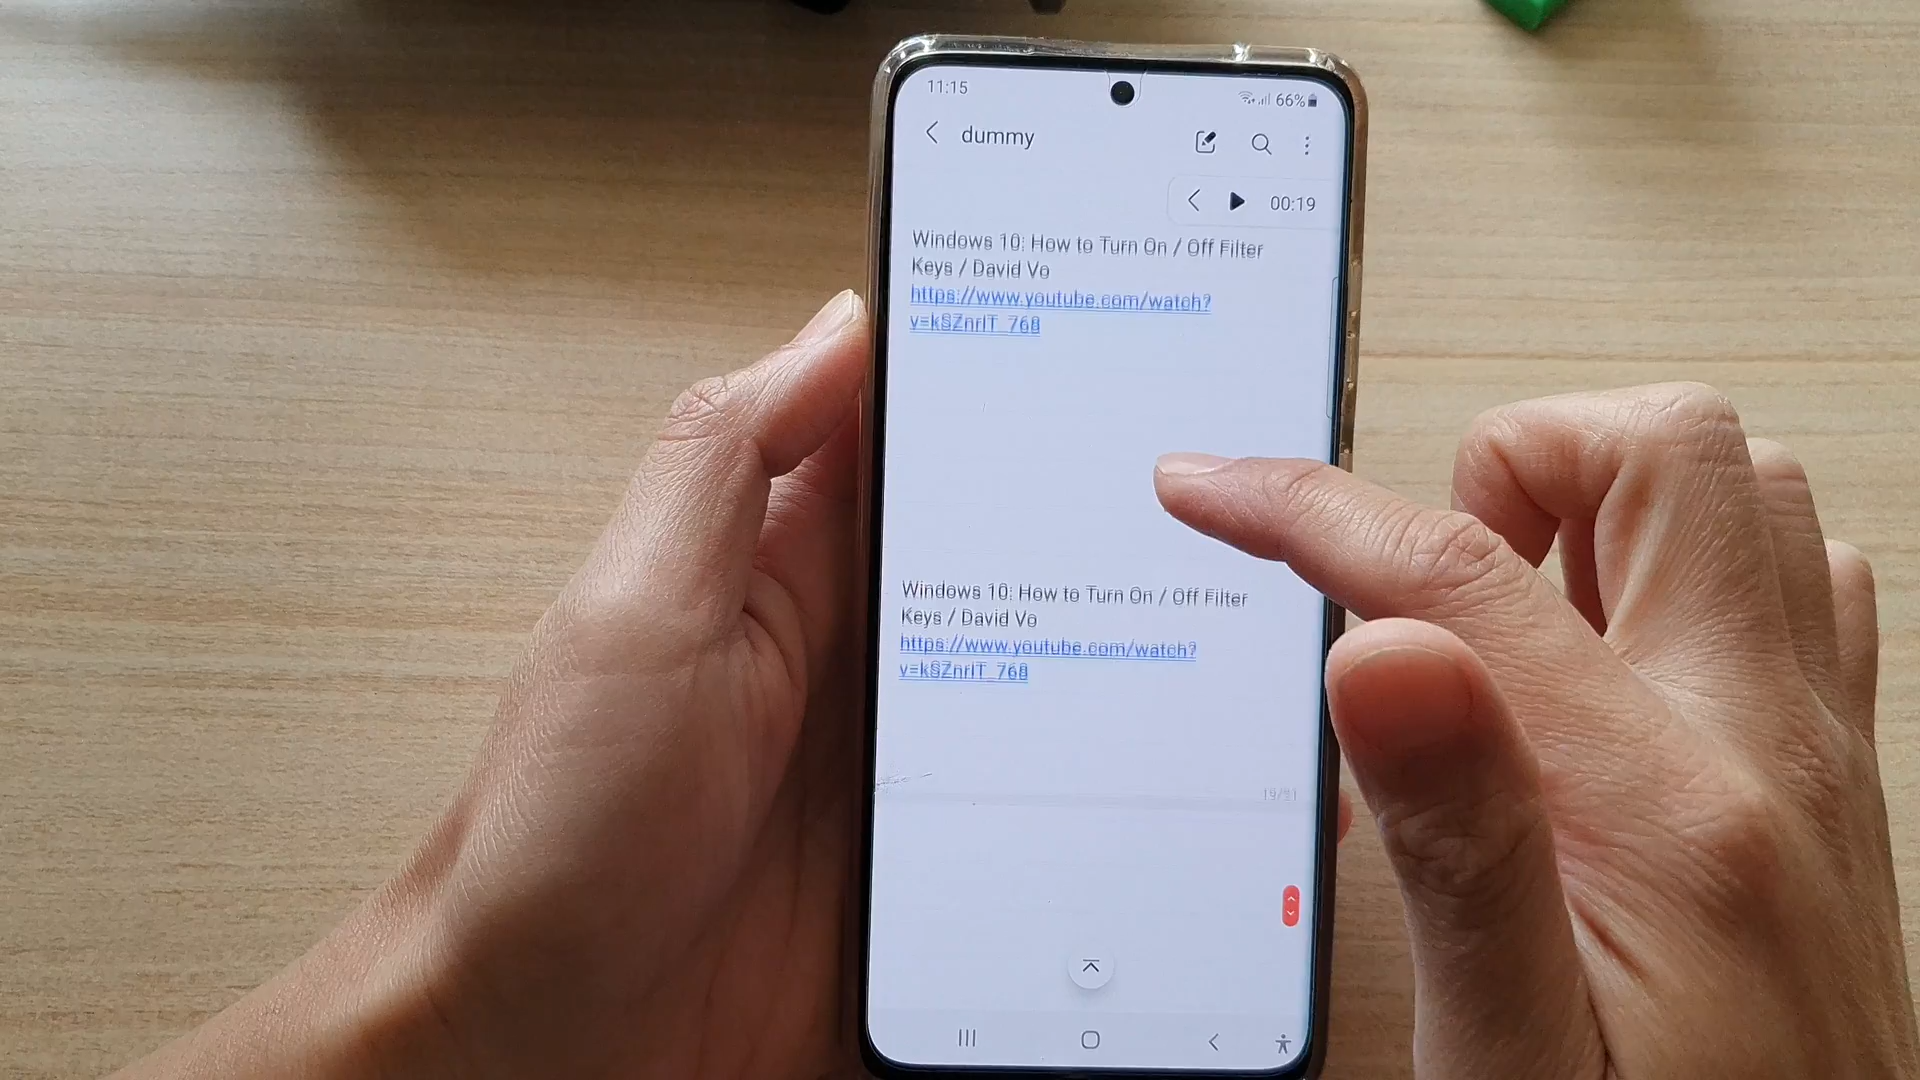 11:15
66%
dummy
00:19
Windows 10: How to Turn On / Off Filter
Keys / David Vo
https://www.youtube.com/watch?
Windows 10: How to Turn On / Off Filter
Keys / David Vo
https://www.youtube.com/watch?